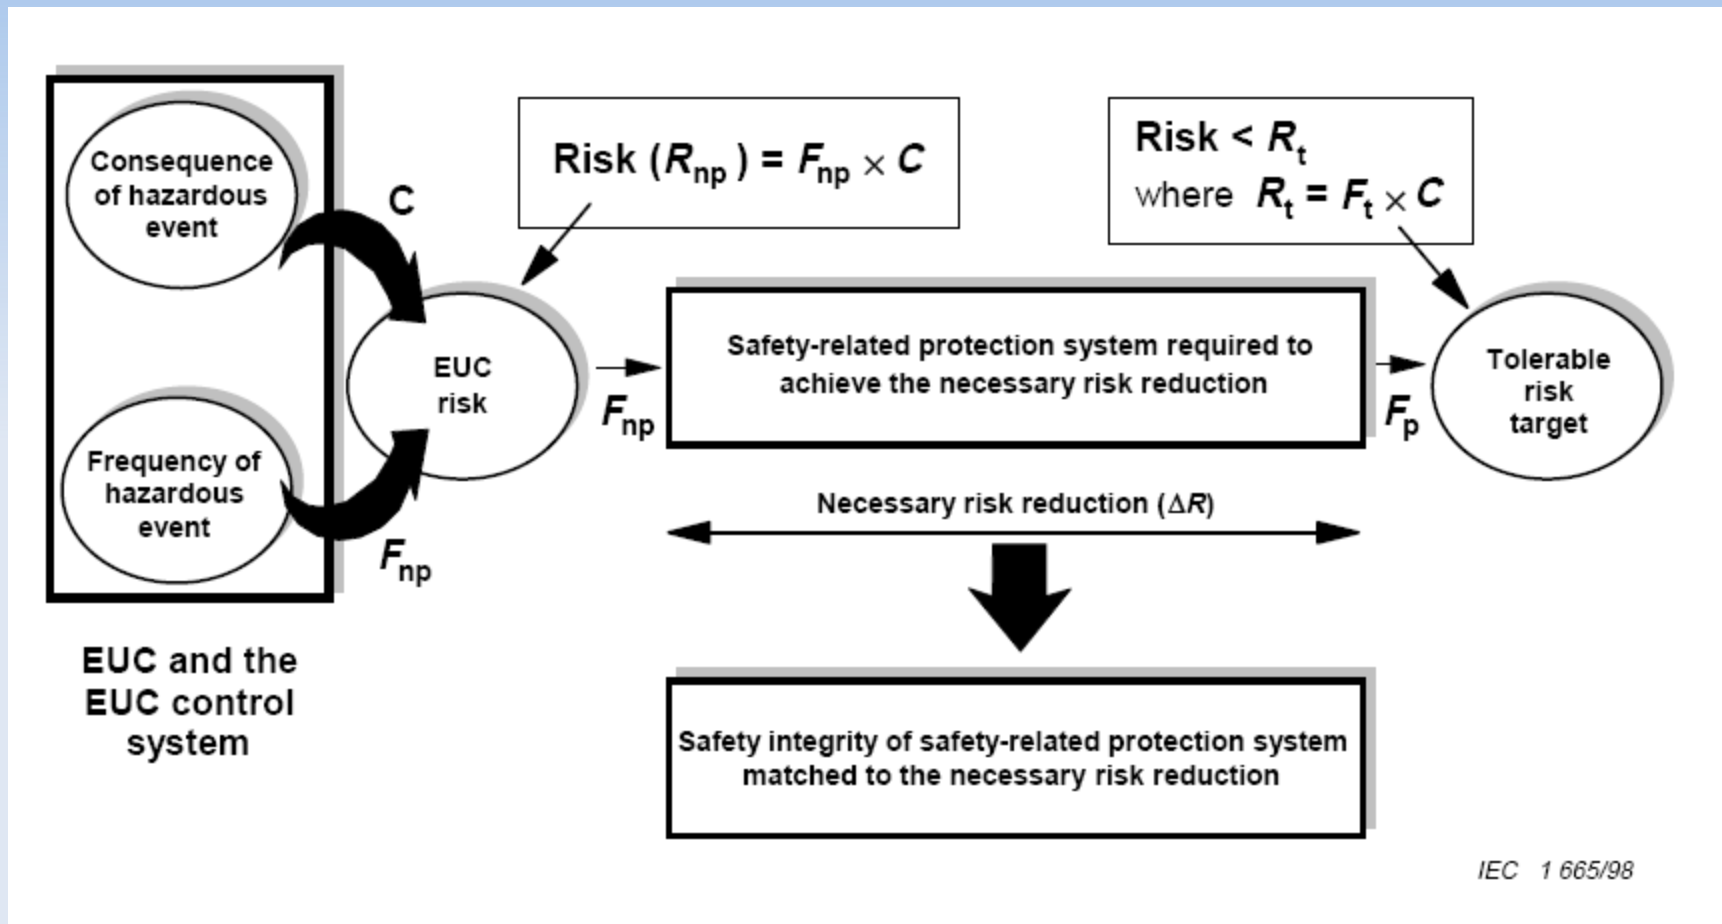 Consequence
of hazardous
event
C
Risk (Rnp ) = Fnp × C
Risk < Rt
where Rt = Ft × C
EUC
risk
Fnp
Safety-related protection system required to
achieve the necessary risk reduction
Fp
Tolerable
risk
target
Frequency of
hazardous
event
Fnp
Necessary risk reduction (ΔR)
EUC and the
EUC control
system
Safety integrity of safety-related protection system
matched to the necessary risk reduction
IEC 1 665/98